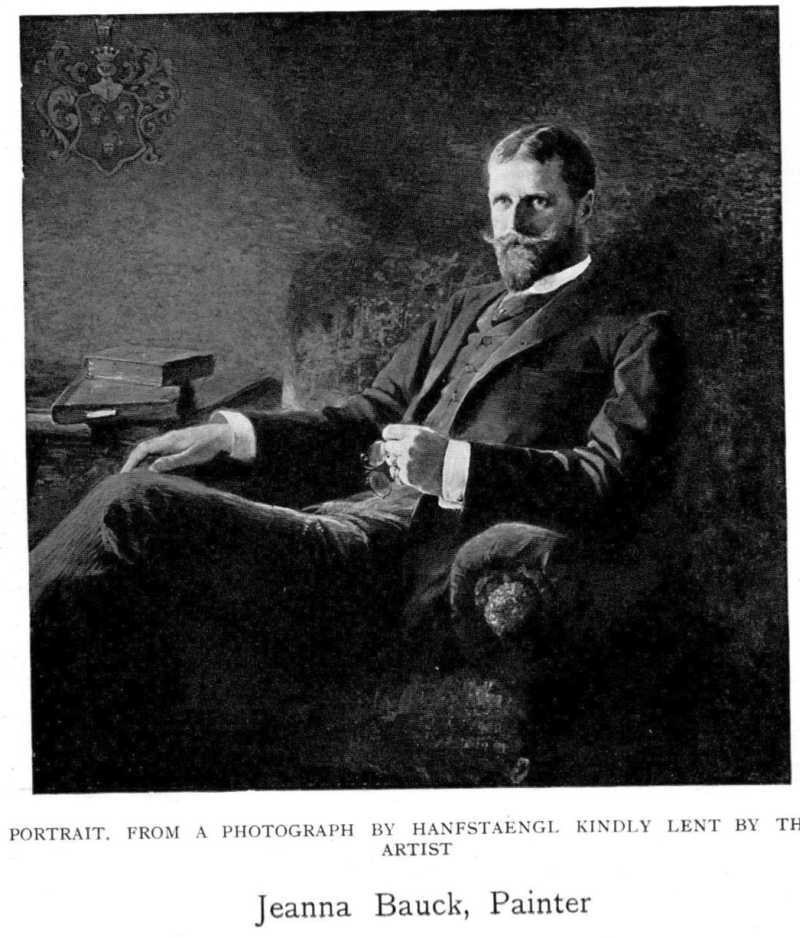 PORTRAIT. FROM A PHOTOGRAPH BY HANFSTAENGL KINDLY LENT BY TH
ARTIST
Jeanna Bauck, Painter